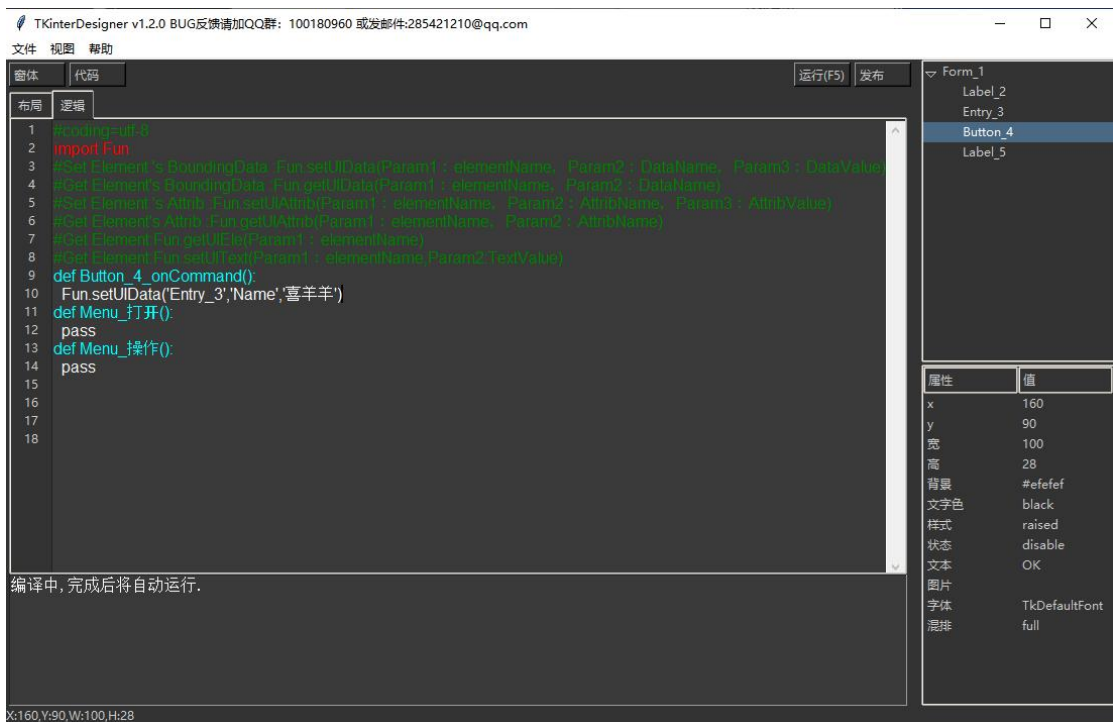 TKinterDesigner v1.2.0 BUG反馈请加QQ群：100180960 或发邮件:285421210@qq.com
文件 视图 帮助
窗体 代码 运行(F5) 发布
布局 逻辑
1 #coding=utf-8
2 import Fun
3 #Set Element 's BoundingData :Fun.setUIData(Param1：elementName，Param2：DataName，Param3：DataValue)
4 #Get Element's BoundingData :Fun.getUIData(Param1：elementName，Param2：DataName)
5 #Set Element 's Attrib :Fun.setUIAttrib(Param1：elementName，Param2：AttribName，Param3：AttribValue)
6 #Get Element's Attrib :Fun.getUIAttrib(Param1：elementName，Param2：AttribName)
7 #Get Element:Fun.getUIEle(Param1：elementName)
8 #Get Element:Fun.setUIText(Param1：elementName,Param2:TextValue)
9 def Button_4_onCommand():
10 Fun.setUIData('Entry_3','Name','喜羊羊')
11 def Menu_打开():
12 pass
13 def Menu_操作():
14 pass
15
16
17
18
编译中,完成后将自动运行.
X:160,Y:90,W:100,H:28
Form_1
Label_2
Entry_3
Button_4
Label_5
属性 值
x 160
y 90
宽 100
高 28
背景 #efefef
文字色 black
样式 raised
状态 disable
文本 OK
图片
字体 TkDefaultFont
混排 full